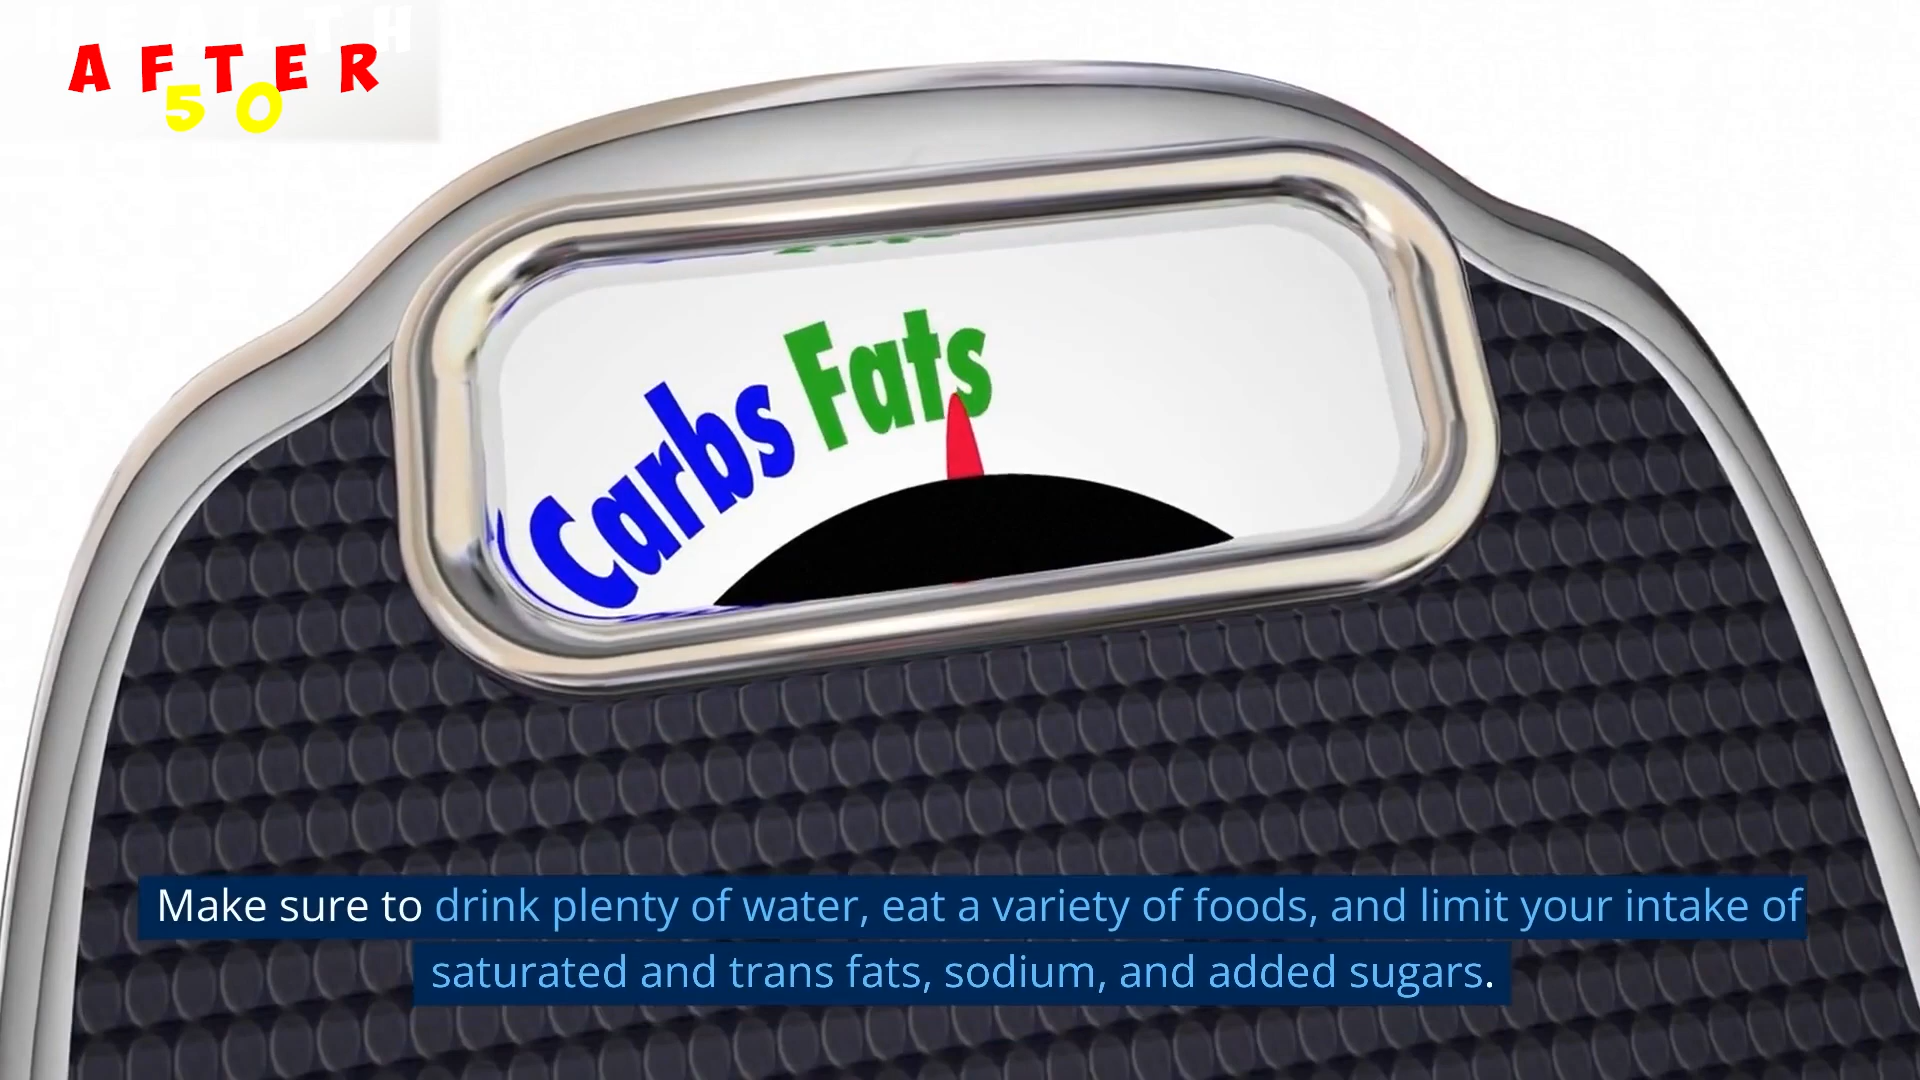 HEALTH
AFTER
50
Carbs Fats
Make sure to drink plenty of water, eat a variety of foods, and limit your intake of
saturated and trans fats, sodium, and added sugars.